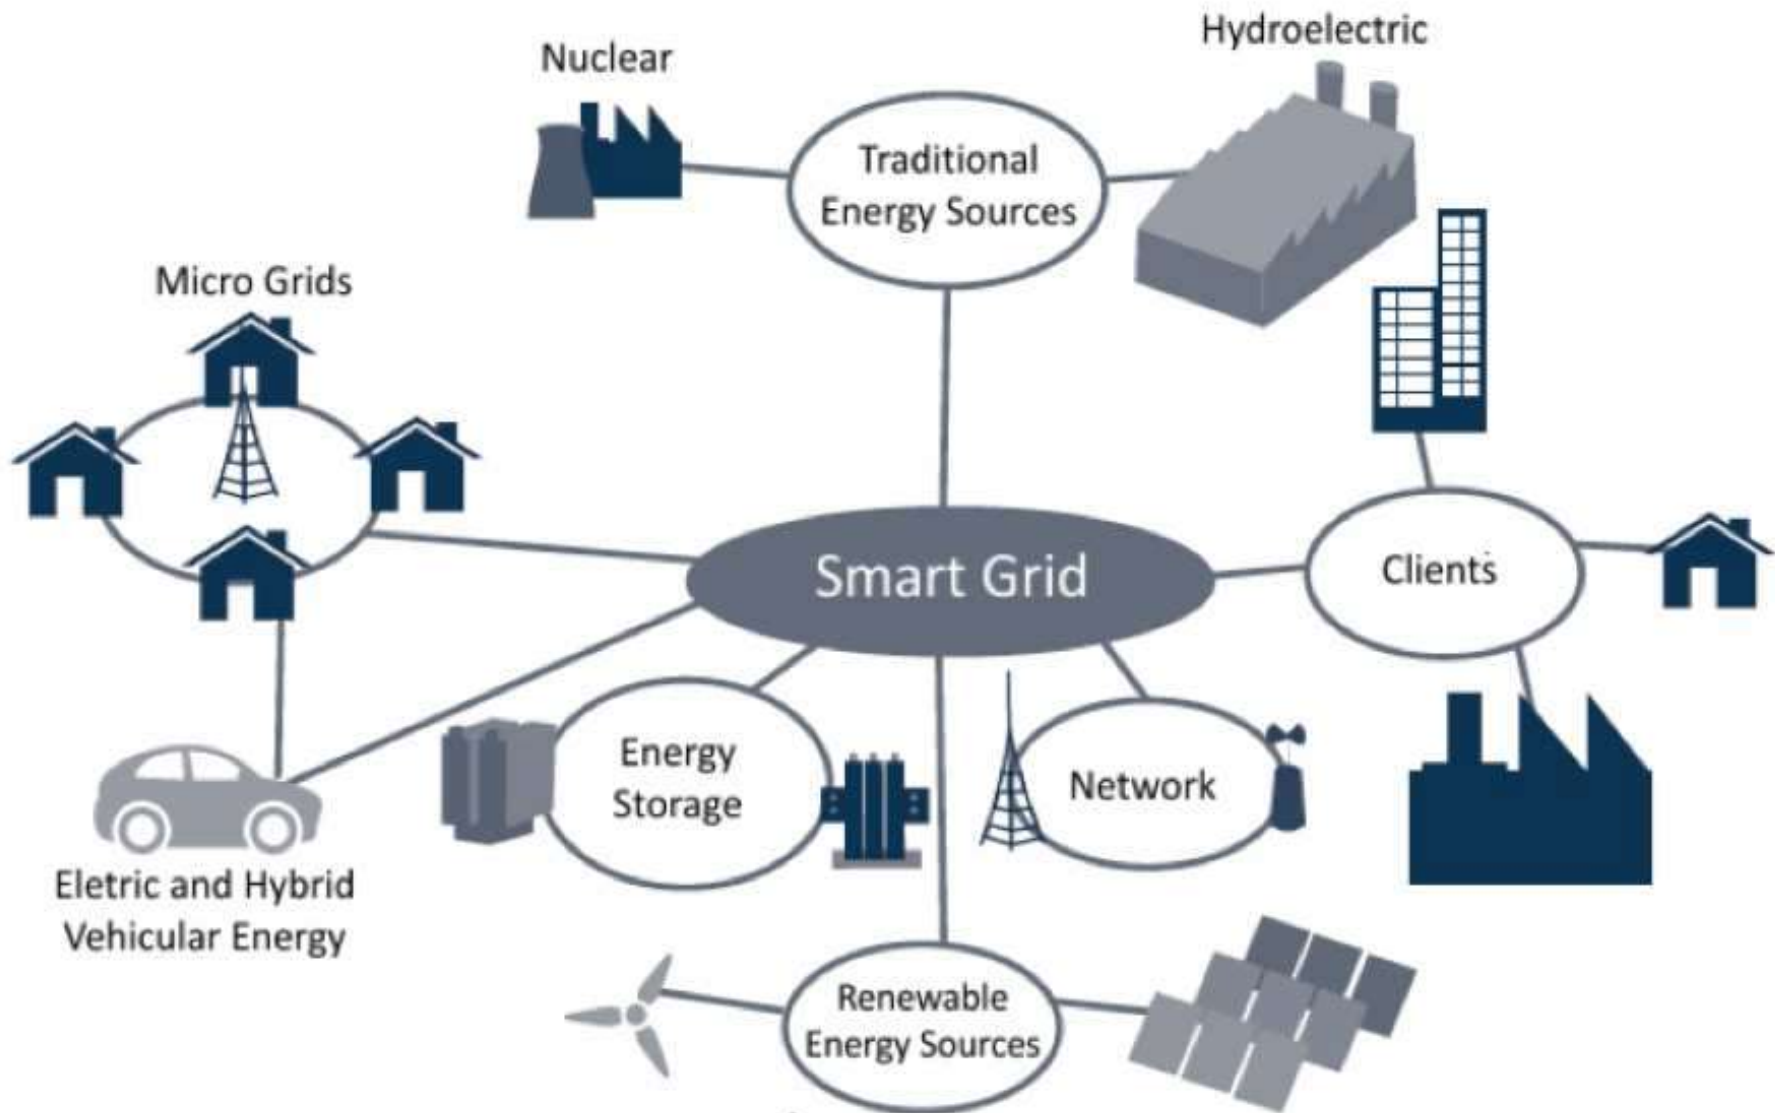 Hydroelectric
Nuclear
Traditional
Energy Sources
Micro Grids
Smart Grid
Clients
Energy
Storage
Network
Eletric and Hybrid
Vehicular Energy
Renewable
Energy Sources